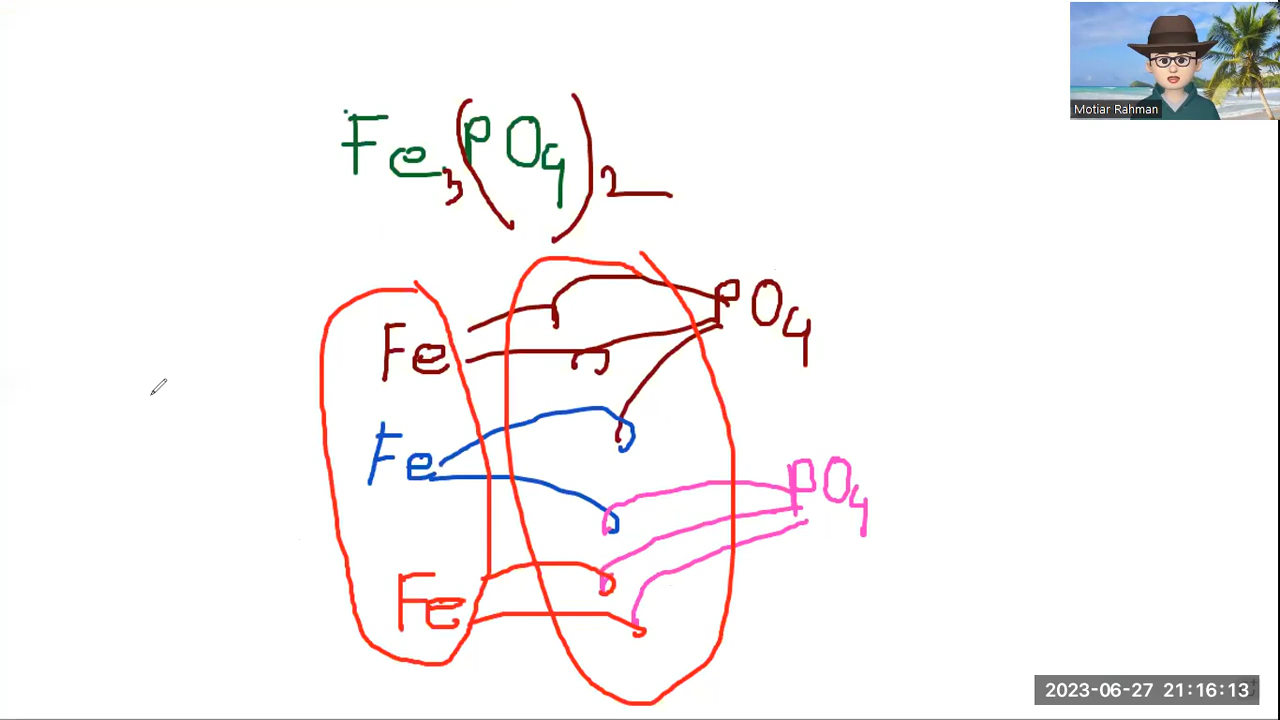 Motiar Rahman
Fe3(PO4)2
Fe PO4
Fe
PO4
Fe
2023-06-27 21:16:13